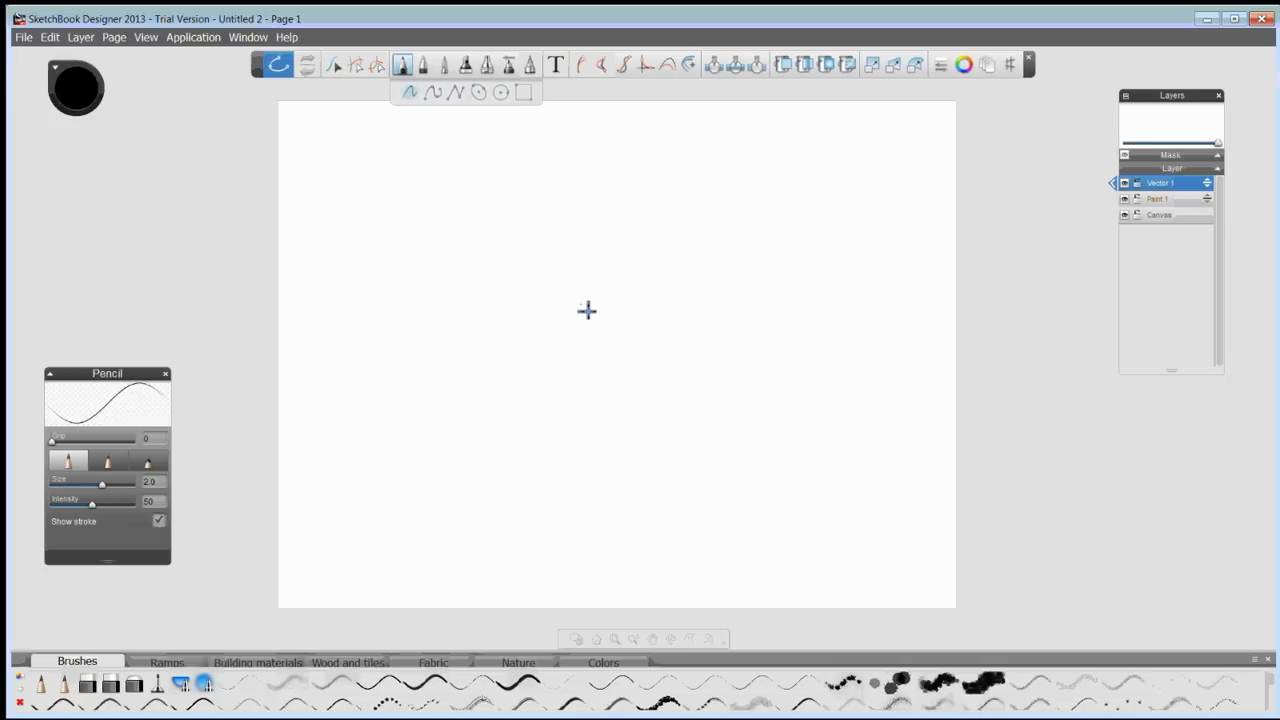 SketchBook Designer 2013 - Trial Version - Untitled 2 - Page 1
File Edit Layer Page View Application Window Help
T
Layers
Mask
Layer
Vector 1
Paint 1
Canvas
Pencil
Grip 0
Size 2.0
Intensity 50
Show stroke
Brushes Ramps Building materials Wood and tiles Fabric Nature Colors